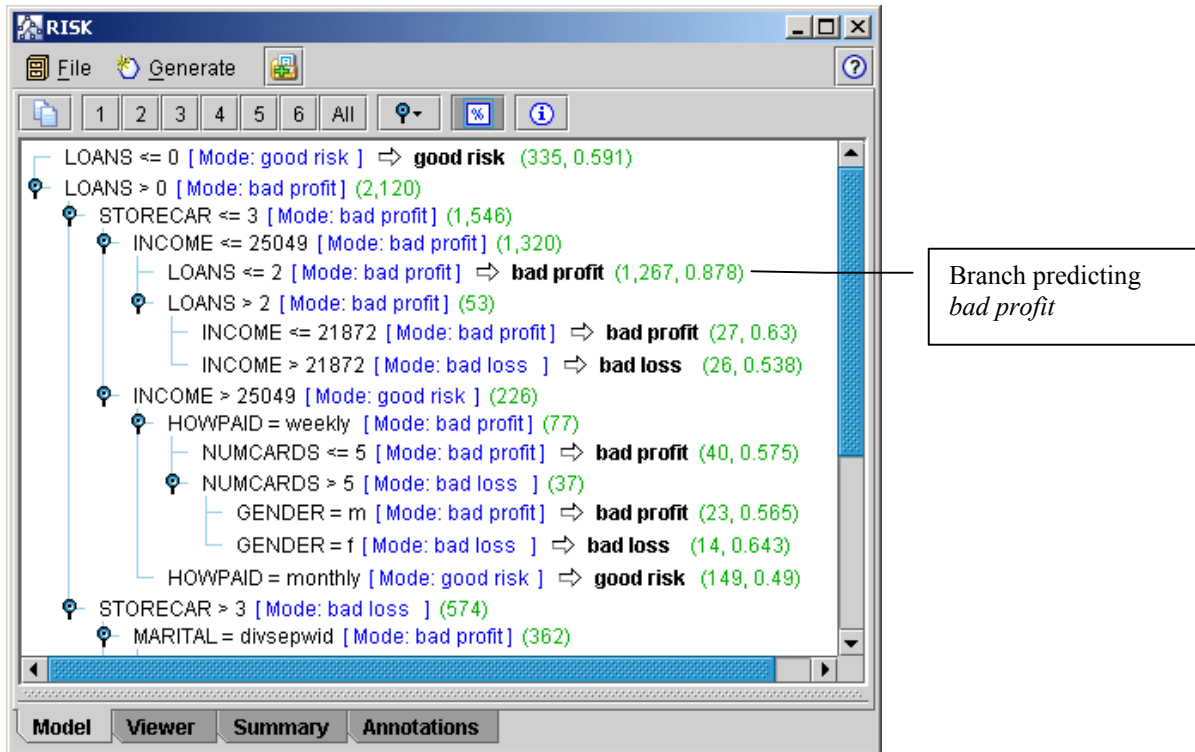 RISK
File Generate
1 2 3 4 5 6 All %
LOANS <= 0 [ Mode: good risk ] ⇨ good risk (335, 0.591)
LOANS > 0 [ Mode: bad profit ] (2,120)
STORECAR <= 3 [ Mode: bad profit ] (1,546)
INCOME <= 25049 [ Mode: bad profit ] (1,320)
LOANS <= 2 [ Mode: bad profit ] ⇨ bad profit (1,267, 0.878)
LOANS > 2 [ Mode: bad profit ] (53)
INCOME <= 21872 [ Mode: bad profit ] ⇨ bad profit (27, 0.63)
INCOME > 21872 [ Mode: bad loss ] ⇨ bad loss (26, 0.538)
INCOME > 25049 [ Mode: good risk ] (226)
HOWPAID = weekly [ Mode: bad profit ] (77)
NUMCARDS <= 5 [ Mode: bad profit ] ⇨ bad profit (40, 0.575)
NUMCARDS > 5 [ Mode: bad loss ] (37)
GENDER = m [ Mode: bad profit ] ⇨ bad profit (23, 0.565)
GENDER = f [ Mode: bad loss ] ⇨ bad loss (14, 0.643)
HOWPAID = monthly [ Mode: good risk ] ⇨ good risk (149, 0.49)
STORECAR > 3 [ Mode: bad loss ] (574)
MARITAL = divsepwid [ Mode: bad profit ] (362)
Model Viewer Summary Annotations
Branch predicting
bad profit